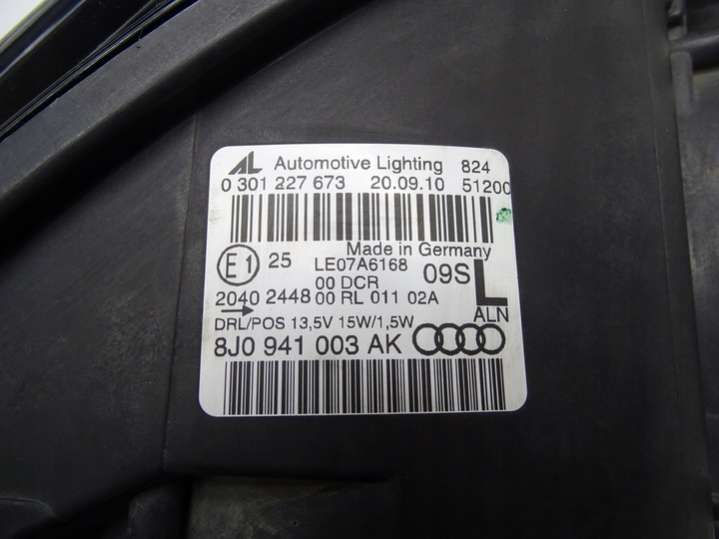 AL Automotive Lighting 824
0 301 227 673 20.09.10 51200
Made in Germany
E1 25 LE07A6168 09S L
00 DCR
2040 2448 00 RL 011 02A
ALN
DRL/POS 13,5V 15W/1,5W
8J0 941 003 AK